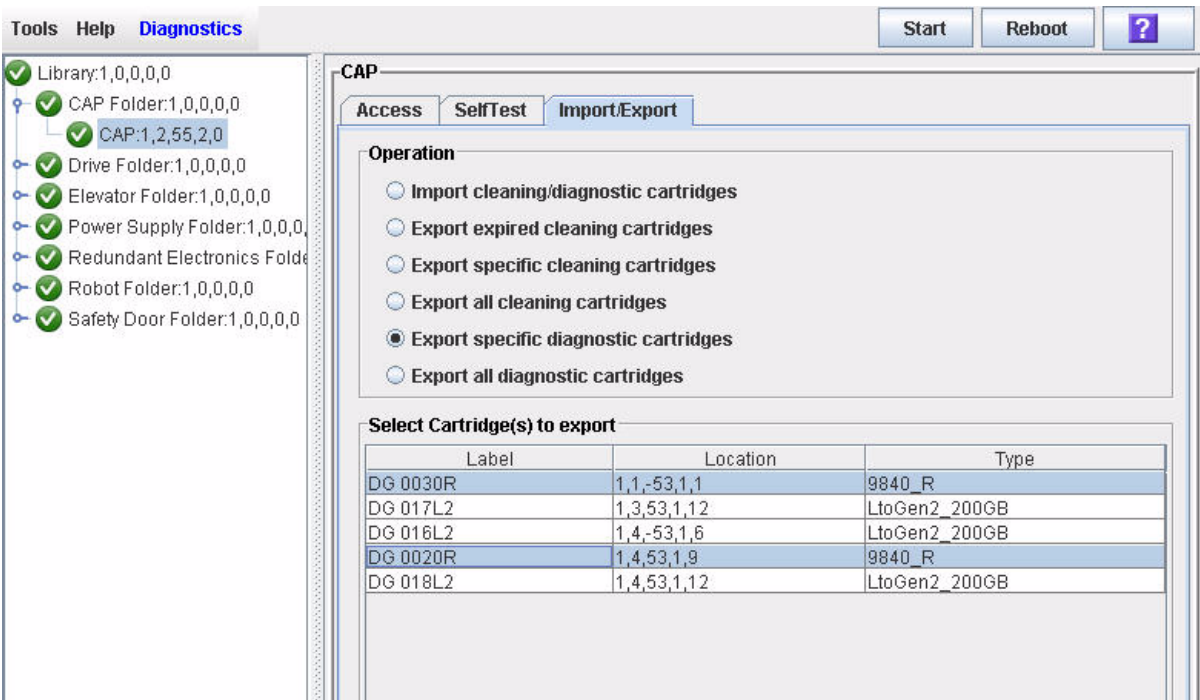 Tools Help Diagnostics Start Reboot ?
Library:1,0,0,0,0
CAP Folder:1,0,0,0,0
CAP:1,2,55,2,0
Drive Folder:1,0,0,0,0
Elevator Folder:1,0,0,0,0
Power Supply Folder:1,0,0,0,
Redundant Electronics Folde
Robot Folder:1,0,0,0,0
Safety Door Folder:1,0,0,0,0
CAP
Access SelfTest Import/Export
Operation
Import cleaning/diagnostic cartridges
Export expired cleaning cartridges
Export specific cleaning cartridges
Export all cleaning cartridges
Export specific diagnostic cartridges
Export all diagnostic cartridges
Select Cartridge(s) to export
Label Location Type
DG 0030R 1,1,-53,1,1 9840_R
DG 017L2 1,3,53,1,12 LtoGen2_200GB
DG 016L2 1,4,-53,1,6 LtoGen2_200GB
DG 0020R 1,4,53,1,9 9840_R
DG 018L2 1,4,53,1,12 LtoGen2_200GB